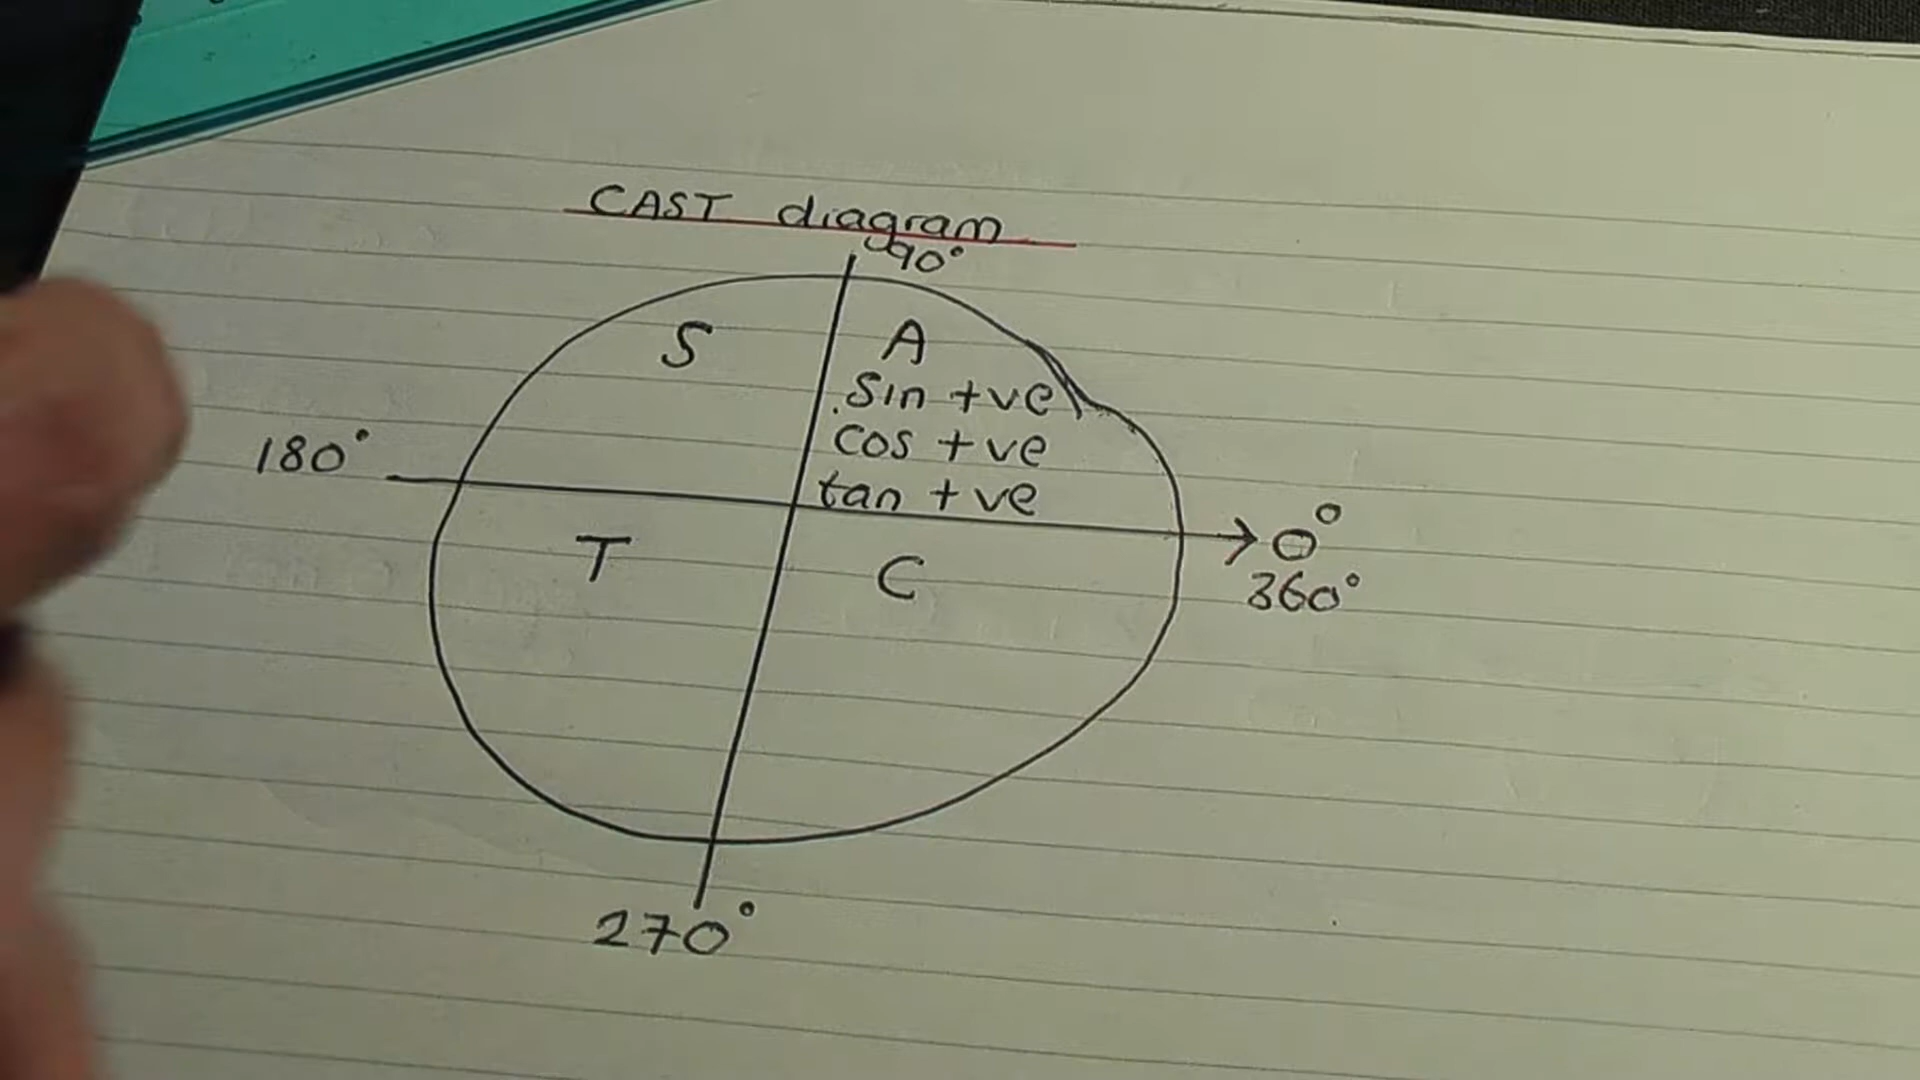 CAST diagram
90°
S
A
sin +ve
cos +ve
tan +ve
180°
0°
360°
T
C
270°